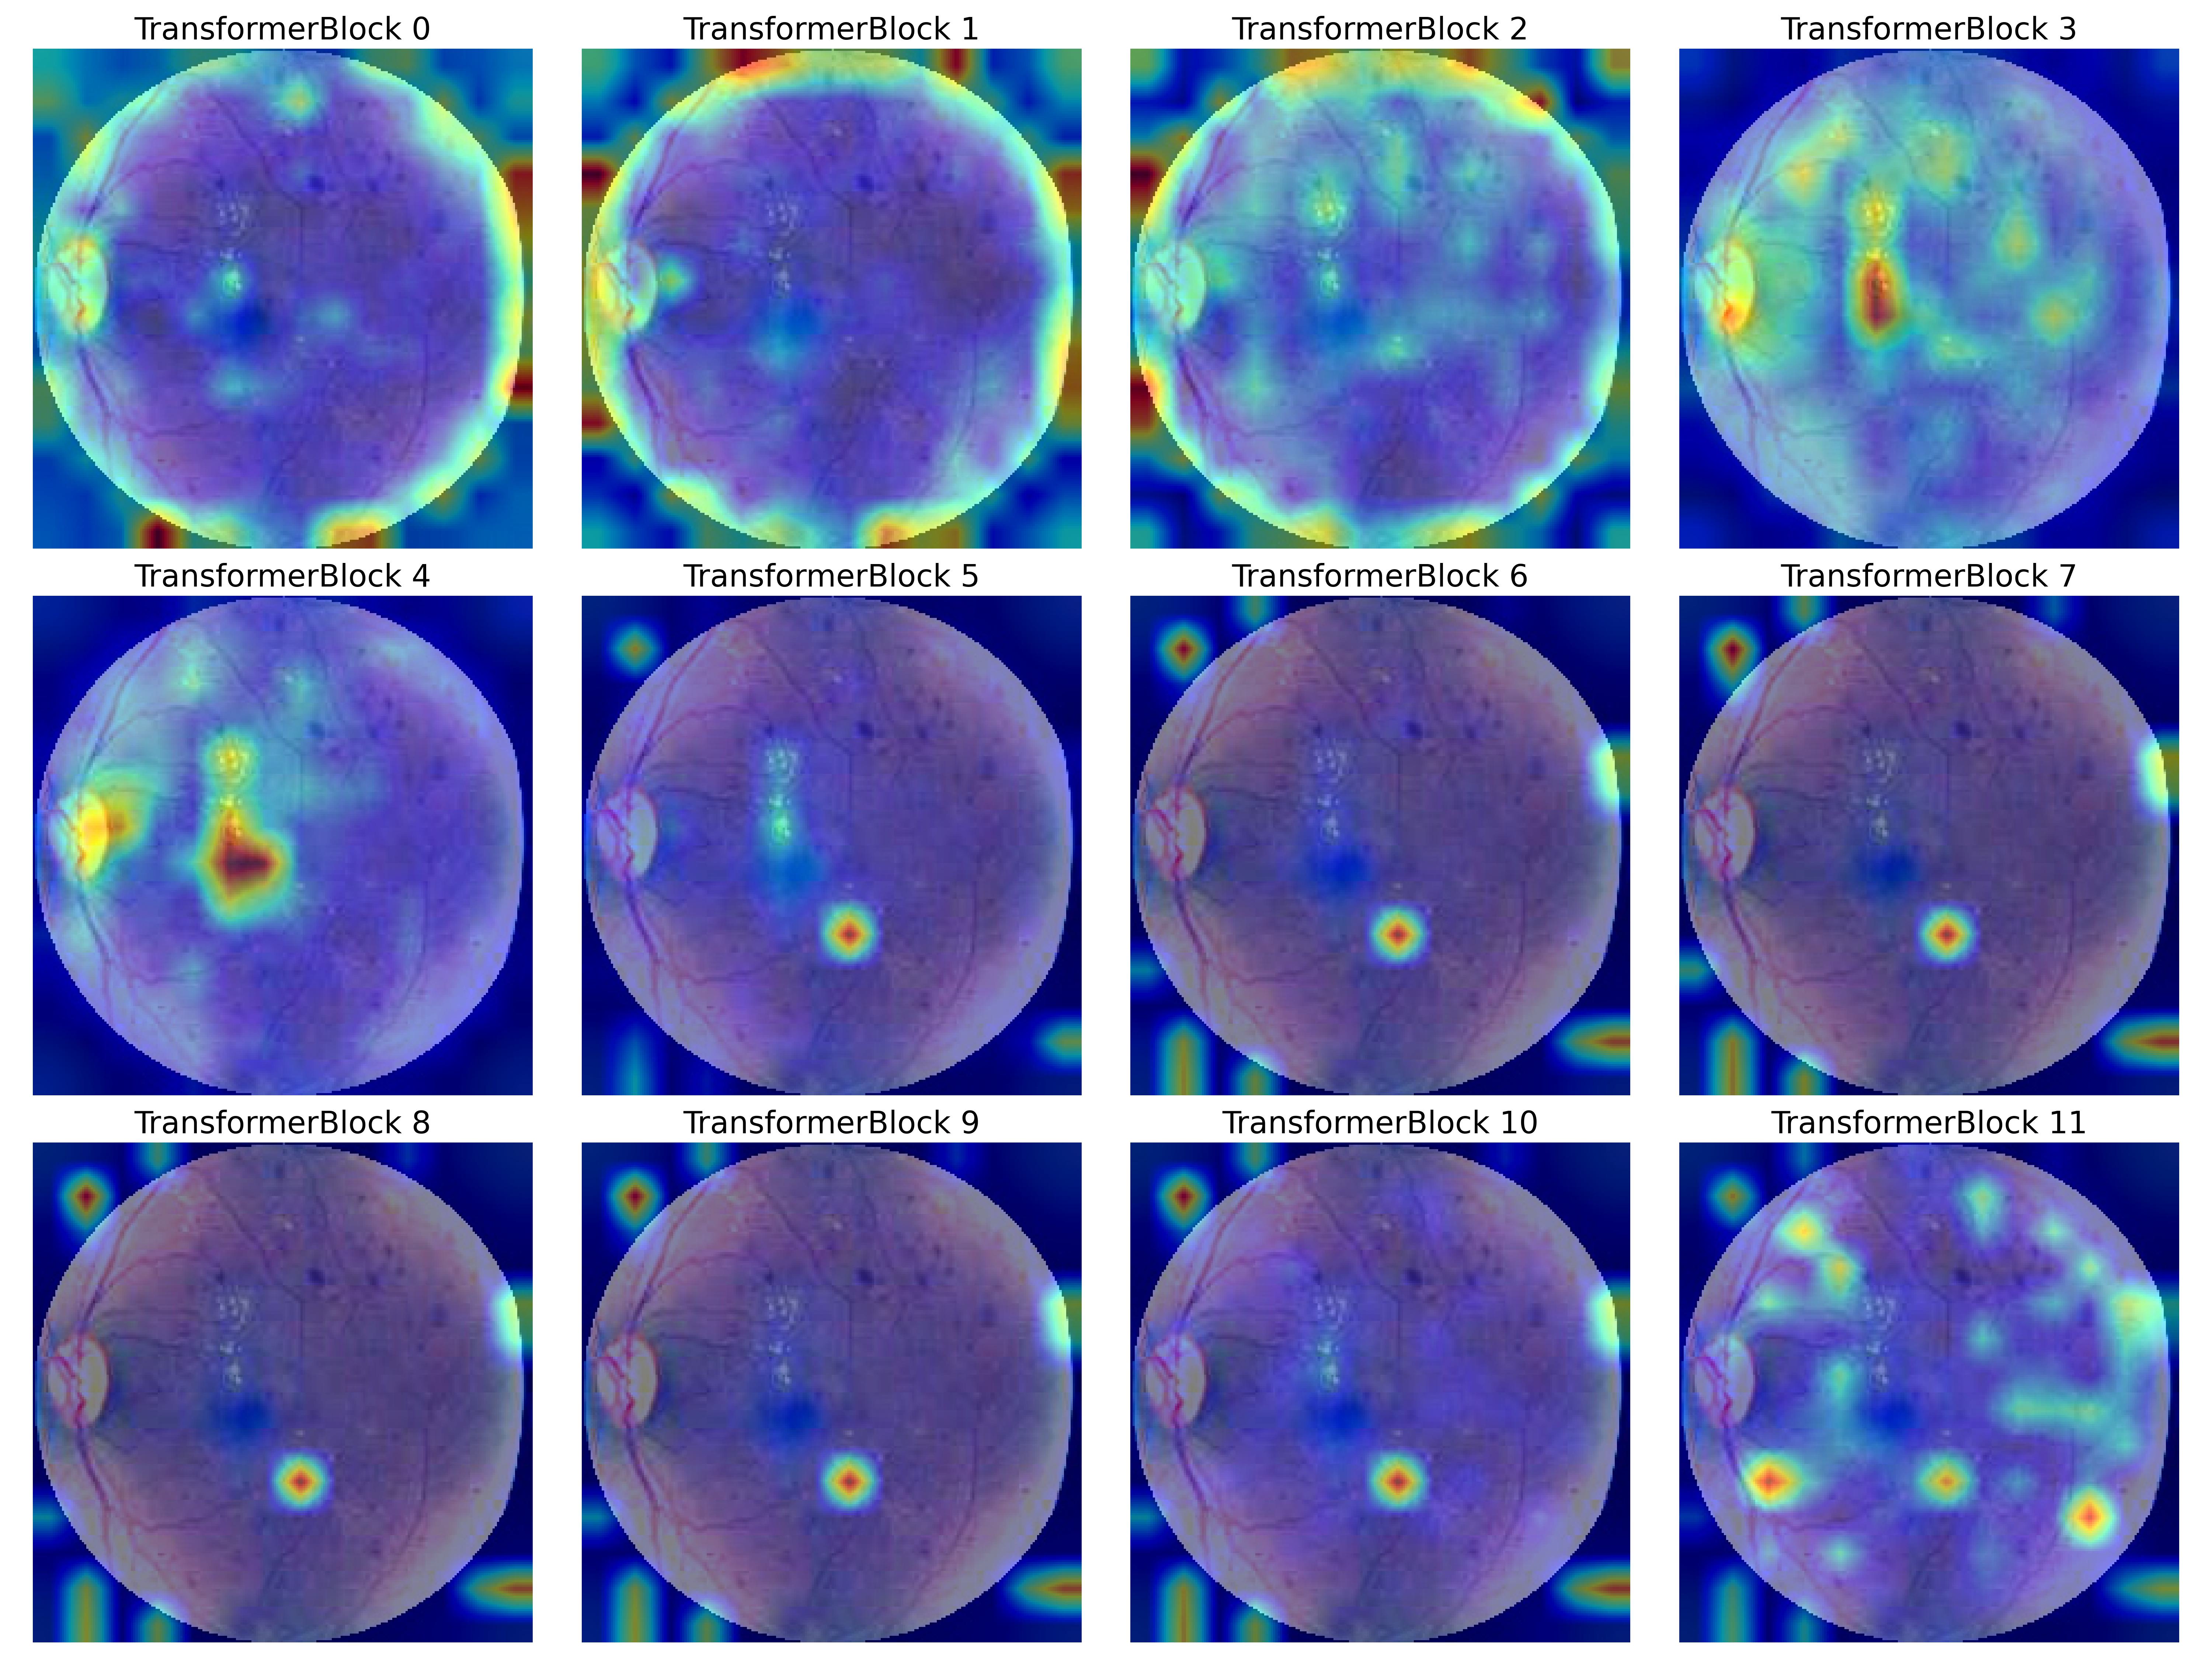 TransformerBlock 0
TransformerBlock 1
TransformerBlock 2
TransformerBlock 3
TransformerBlock 4
TransformerBlock 5
TransformerBlock 6
TransformerBlock 7
TransformerBlock 8
TransformerBlock 9
TransformerBlock 10
TransformerBlock 11